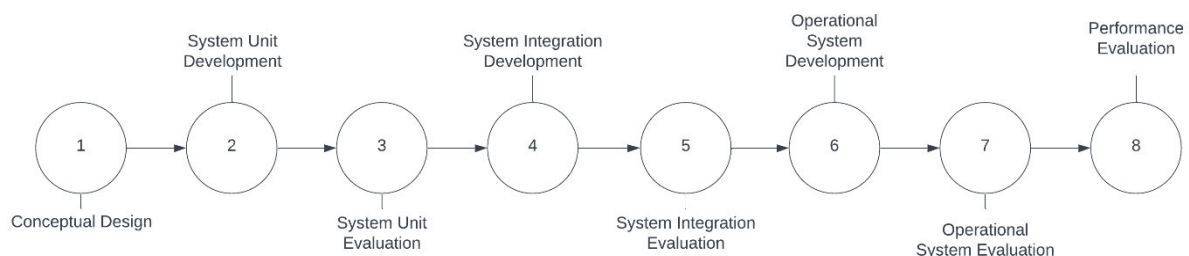 Operational
System
Development
Performance
Evaluation
System Unit
Development
System Integration
Development
1
2
3
4
5
6
7
8
Conceptual Design
System Unit
Evaluation
System Integration
Evaluation
Operational
System Evaluation